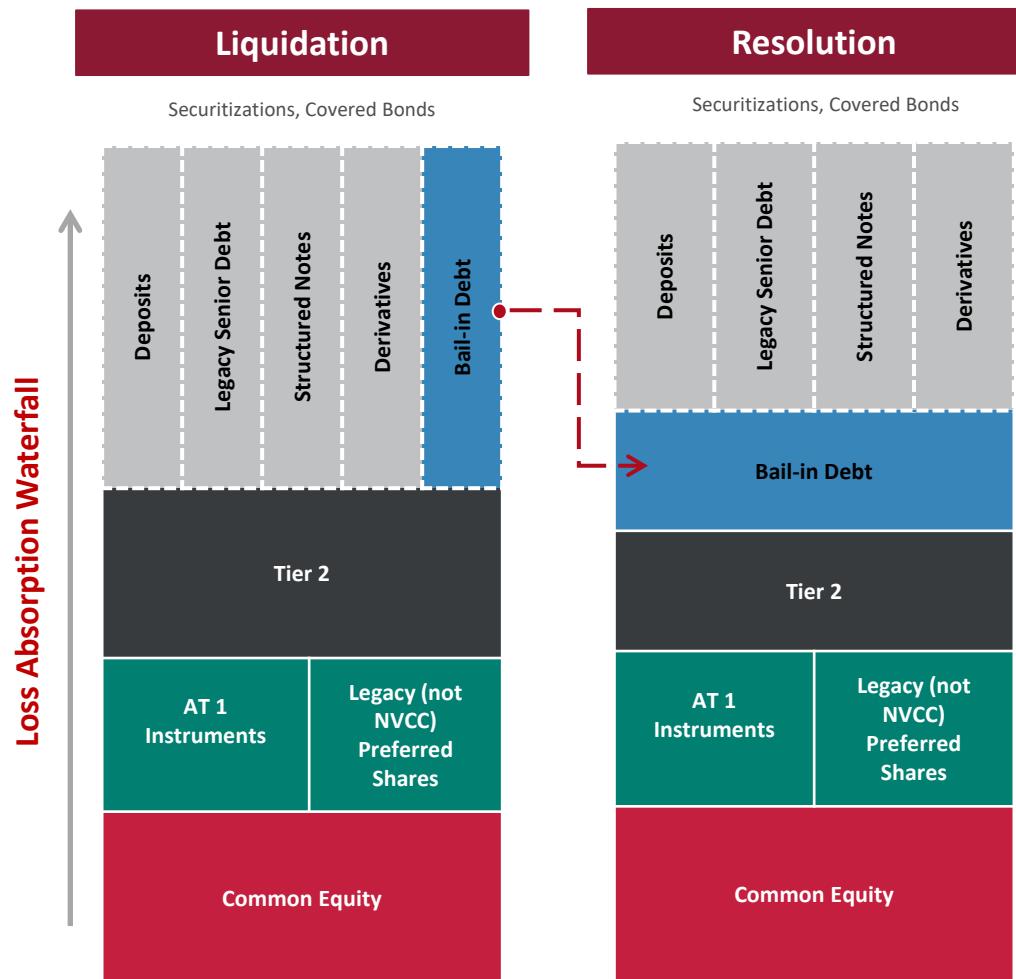 Liquidation
Securitizations, Covered Bonds
Deposits
Legacy Senior Debt
Structured Notes
Derivatives
Bail-in Debt
Tier 2
AT 1
Instruments
Legacy (not
NVCC)
Preferred
Shares
Common Equity
Loss Absorption Waterfall
Resolution
Securitizations, Covered Bonds
Deposits
Legacy Senior Debt
Structured Notes
Derivatives
Bail-in Debt
Tier 2
AT 1
Instruments
Legacy (not
NVCC)
Preferred
Shares
Common Equity